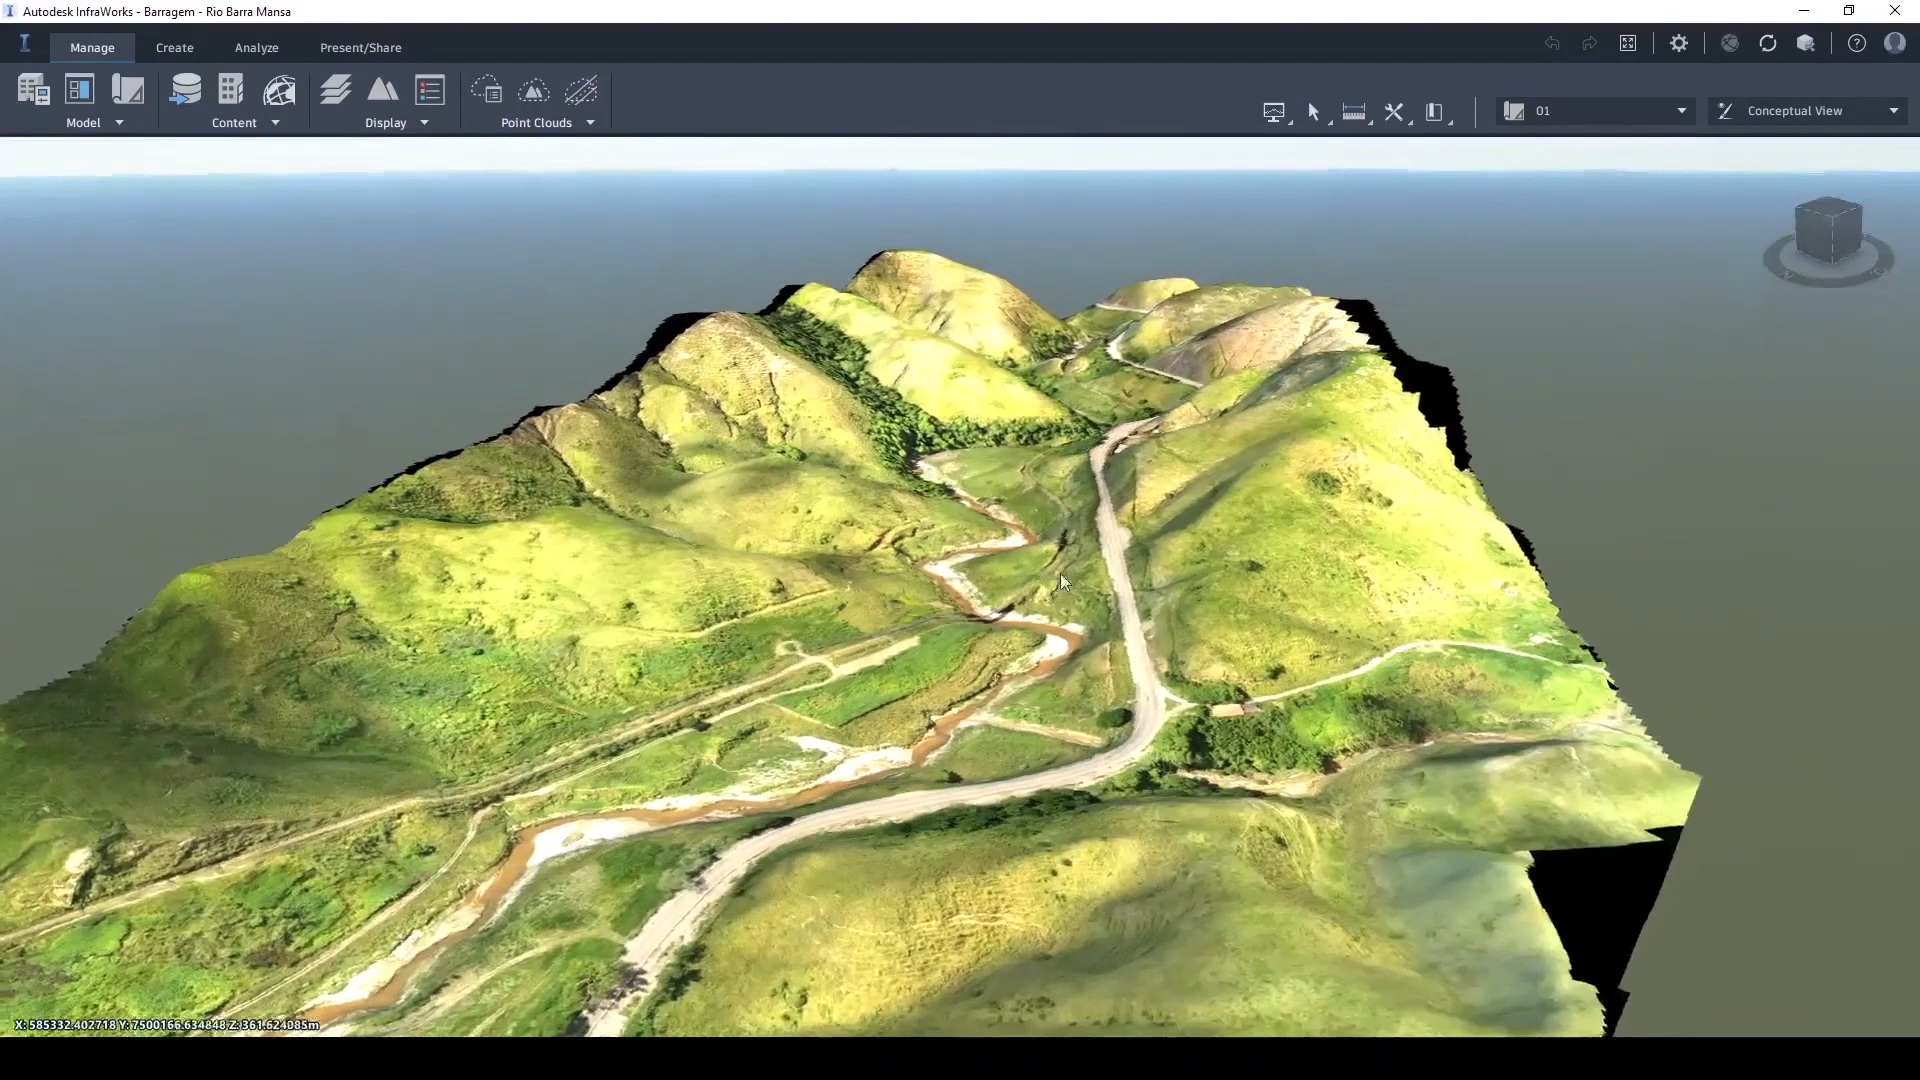 Autodesk InfraWorks - Barragem - Rio Barra Mansa
Manage Create Analyze Present/Share
Model Content Display Point Clouds
01 Conceptual View
X: 585332.402718 Y: 7500166.634848 Z: 361.624085m